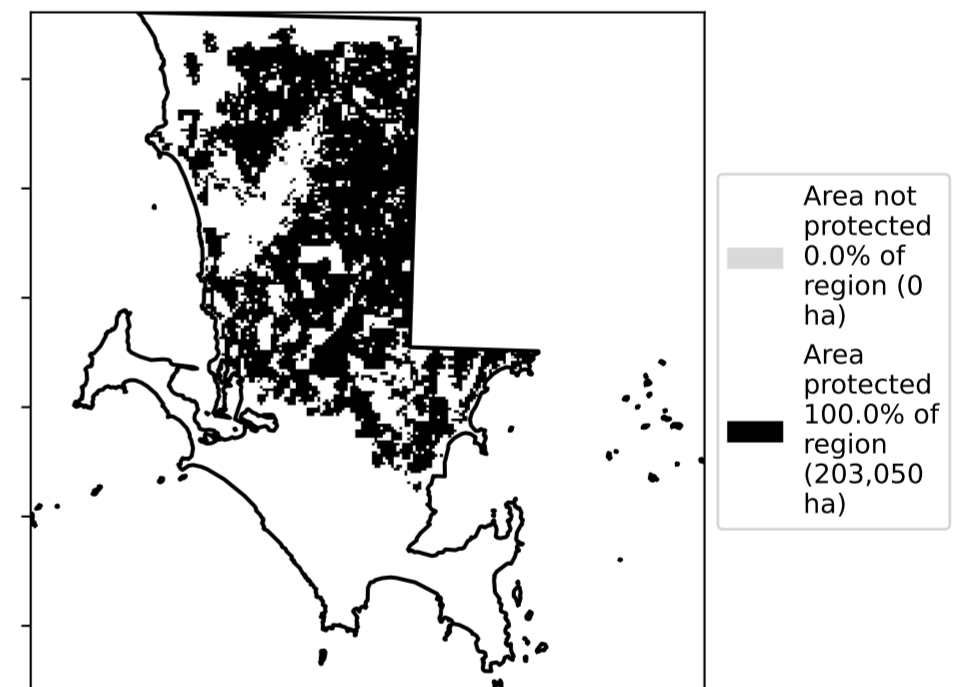 Area not
protected
0.0% of
region (0
ha)
Area
protected
100.0% of
region
(203,050
ha)